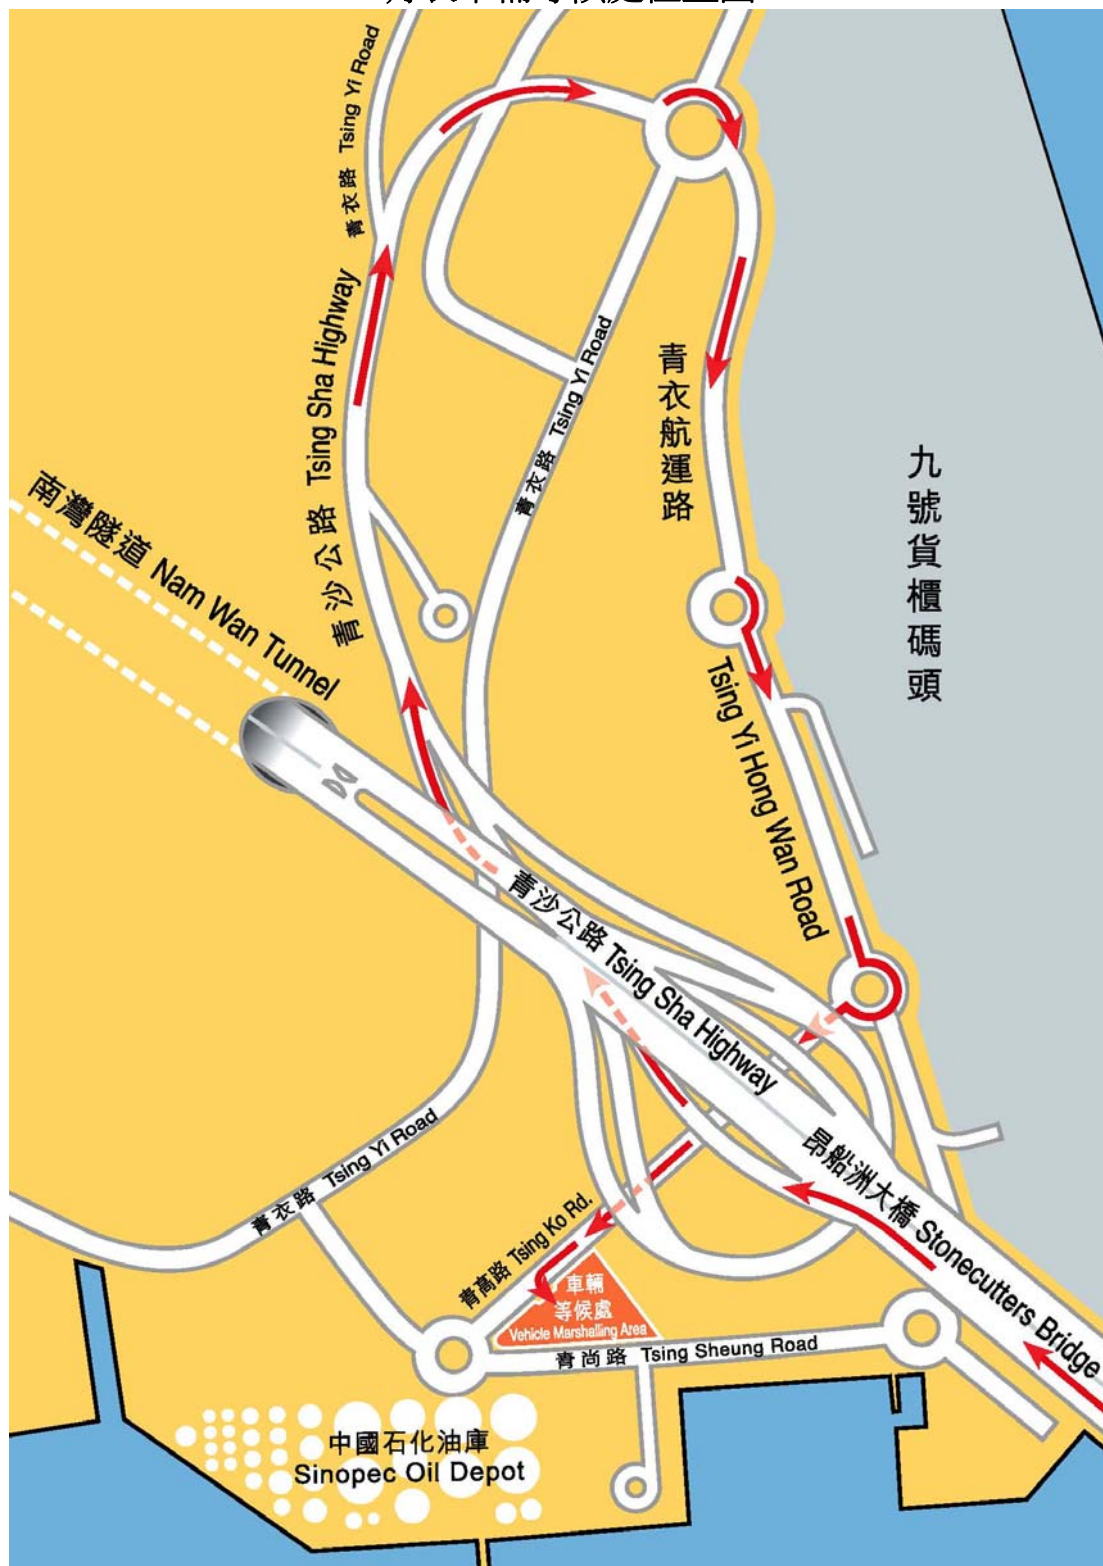 青衣路 Tsing Yi Road
青沙公路 Tsing Sha Highway
青衣路 Tsing Yi Road
青衣航運路
九號貨櫃碼頭
南灣隧道 Nam Wan Tunnel
Tsing Yi Hong Wan Road
青沙公路 Tsing Sha Highway
昂船洲大橋 Stonecutters Bridge
青衣路 Tsing Yi Road
青高路 Tsing Ko Rd.
車輛
等候處
Vehicle Marshalling Area
青尚路 Tsing Sheung Road
中國石化油庫
Sinopec Oil Depot